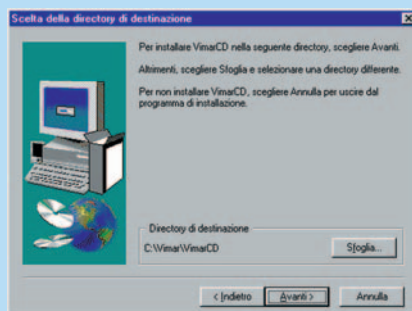 Scelta della directory di destinazione
Per installare VimarCD nella seguente directory, scegliere Avanti.
Altrimenti, scegliere Sfoglia e selezionare una directory differente.
Per non installare VimarCD, scegliere Annulla per uscire dal
programma di installazione.
Directory di destinazione
C:\Vimar\VimarCD
Sfoglia...
< Indietro
Avanti >
Annulla